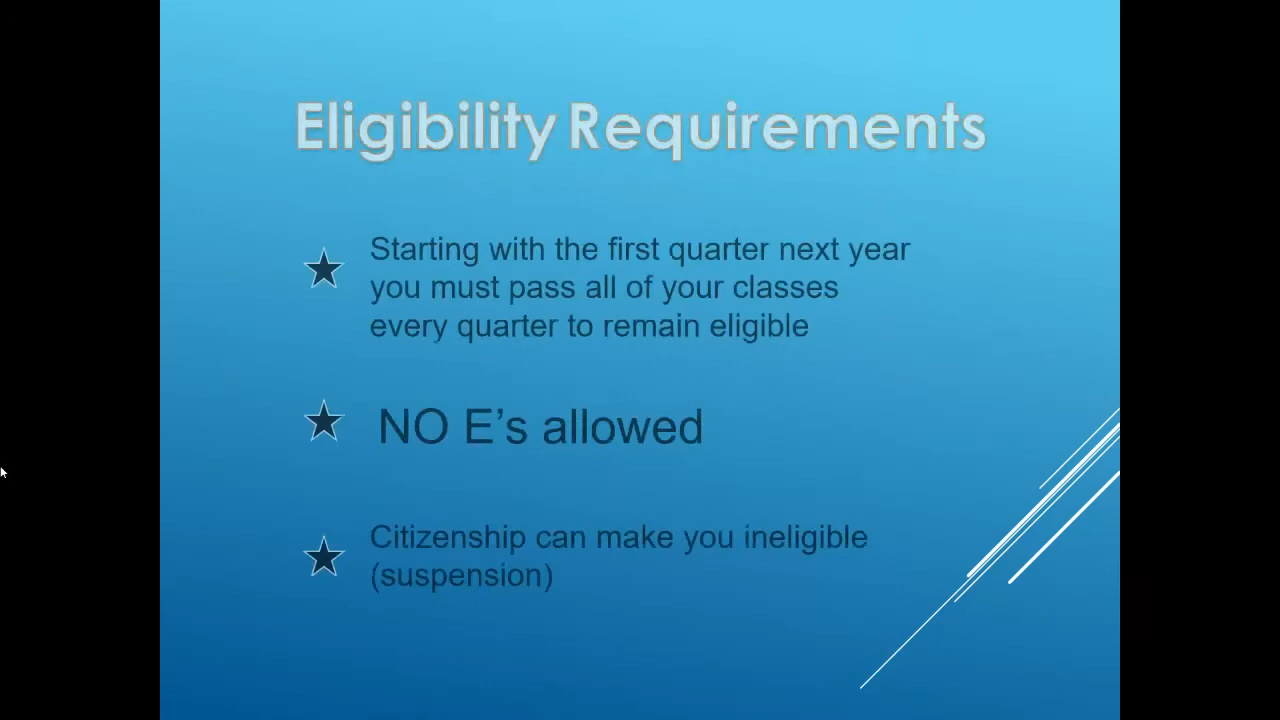 Eligibility Requirements
Starting with the first quarter next year
you must pass all of your classes
every quarter to remain eligible
NO E’s allowed
Citizenship can make you ineligible
(suspension)